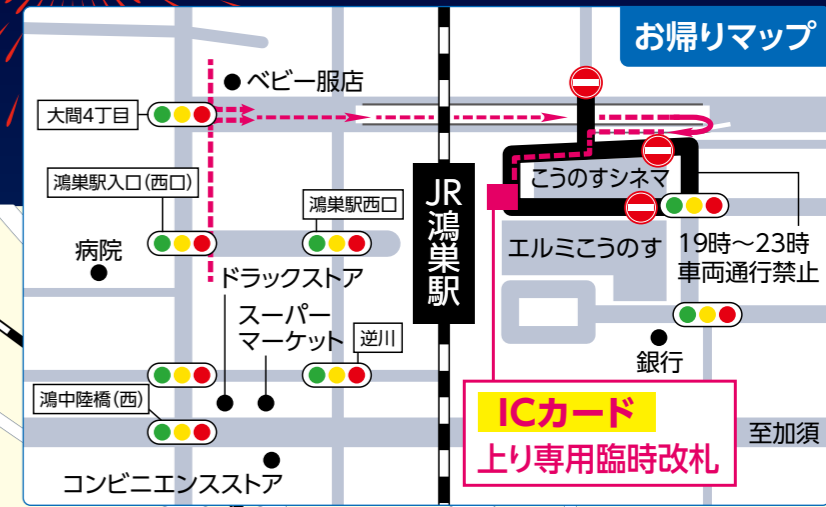 お帰りマップ
ベビー服店
大間4丁目
鴻巣駅入口(西口)
鴻巣駅西口
病院
ドラックストア
スーパー
マーケット
逆川
鴻中陸橋(西)
コンビニエンスストア
JR鴻巣駅
こうのすシネマ
エルミこうのす
19時〜23時
車両通行禁止
銀行
ICカード
上り専用臨時改札
至加須